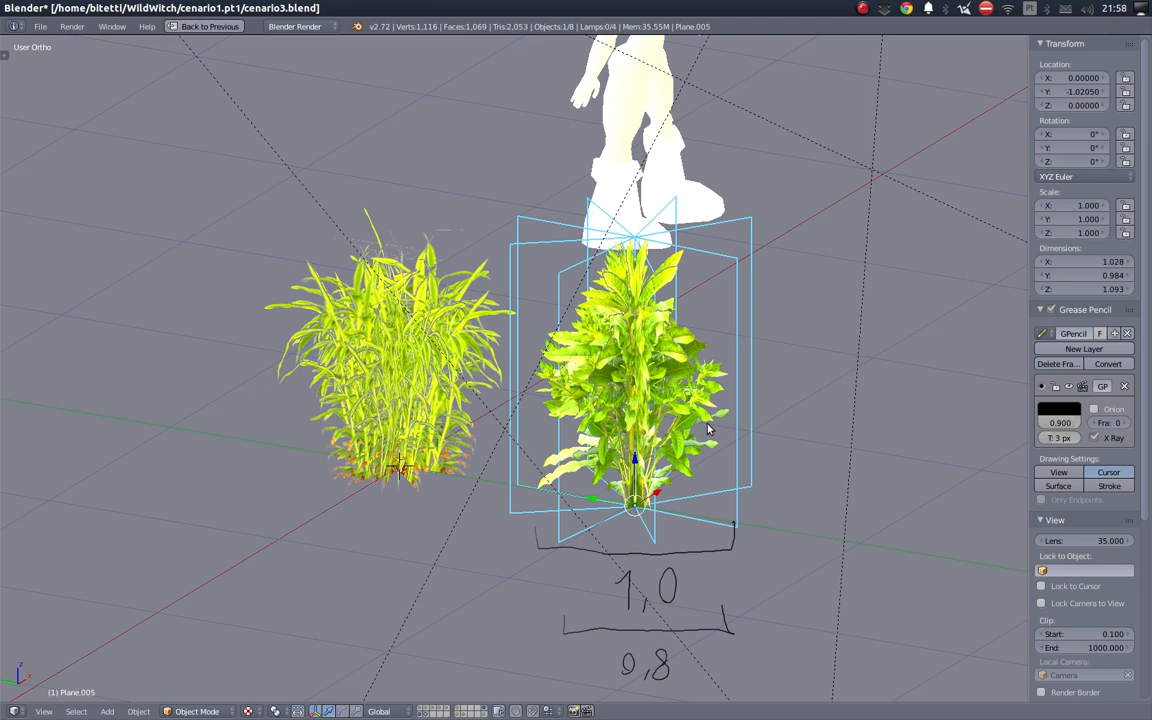 Blender* [/home/bitetti/WildWitch/cenario1.pt1/cenario3.blend]
Pt
21:58
File Render Window Help Back to Previous Blender Render v2.72 | Verts:1,116 | Faces:1,069 | Tris:2,053 | Objects:1/8 | Lamps:0/4 | Mem:35.55M | Plane.005
User Ortho
Transform
Location:
X: 0.00000
Y: -1.02050
Z: 0.00000
Rotation:
X: 0°
Y: 0°
Z: 0°
XYZ Euler
Scale:
X: 1.000
Y: 1.000
Z: 1.000
Dimensions:
X: 1.028
Y: 0.984
Z: 1.093
Grease Pencil
GPencil F
New Layer
Delete Fra... Convert
GP
Onion
0.900 Fra: 0
T: 3 px X Ray
Drawing Settings:
View Cursor
Surface Stroke
Only Endpoints
View
Lens: 35.000
Lock to Object:
Lock to Cursor
Lock Camera to View
Clip:
Start: 0.100
End: 1000.000
Local Camera:
Camera
Render Border
1,0
0,8
z
x
(1) Plane.005
View Select Add Object Object Mode Global